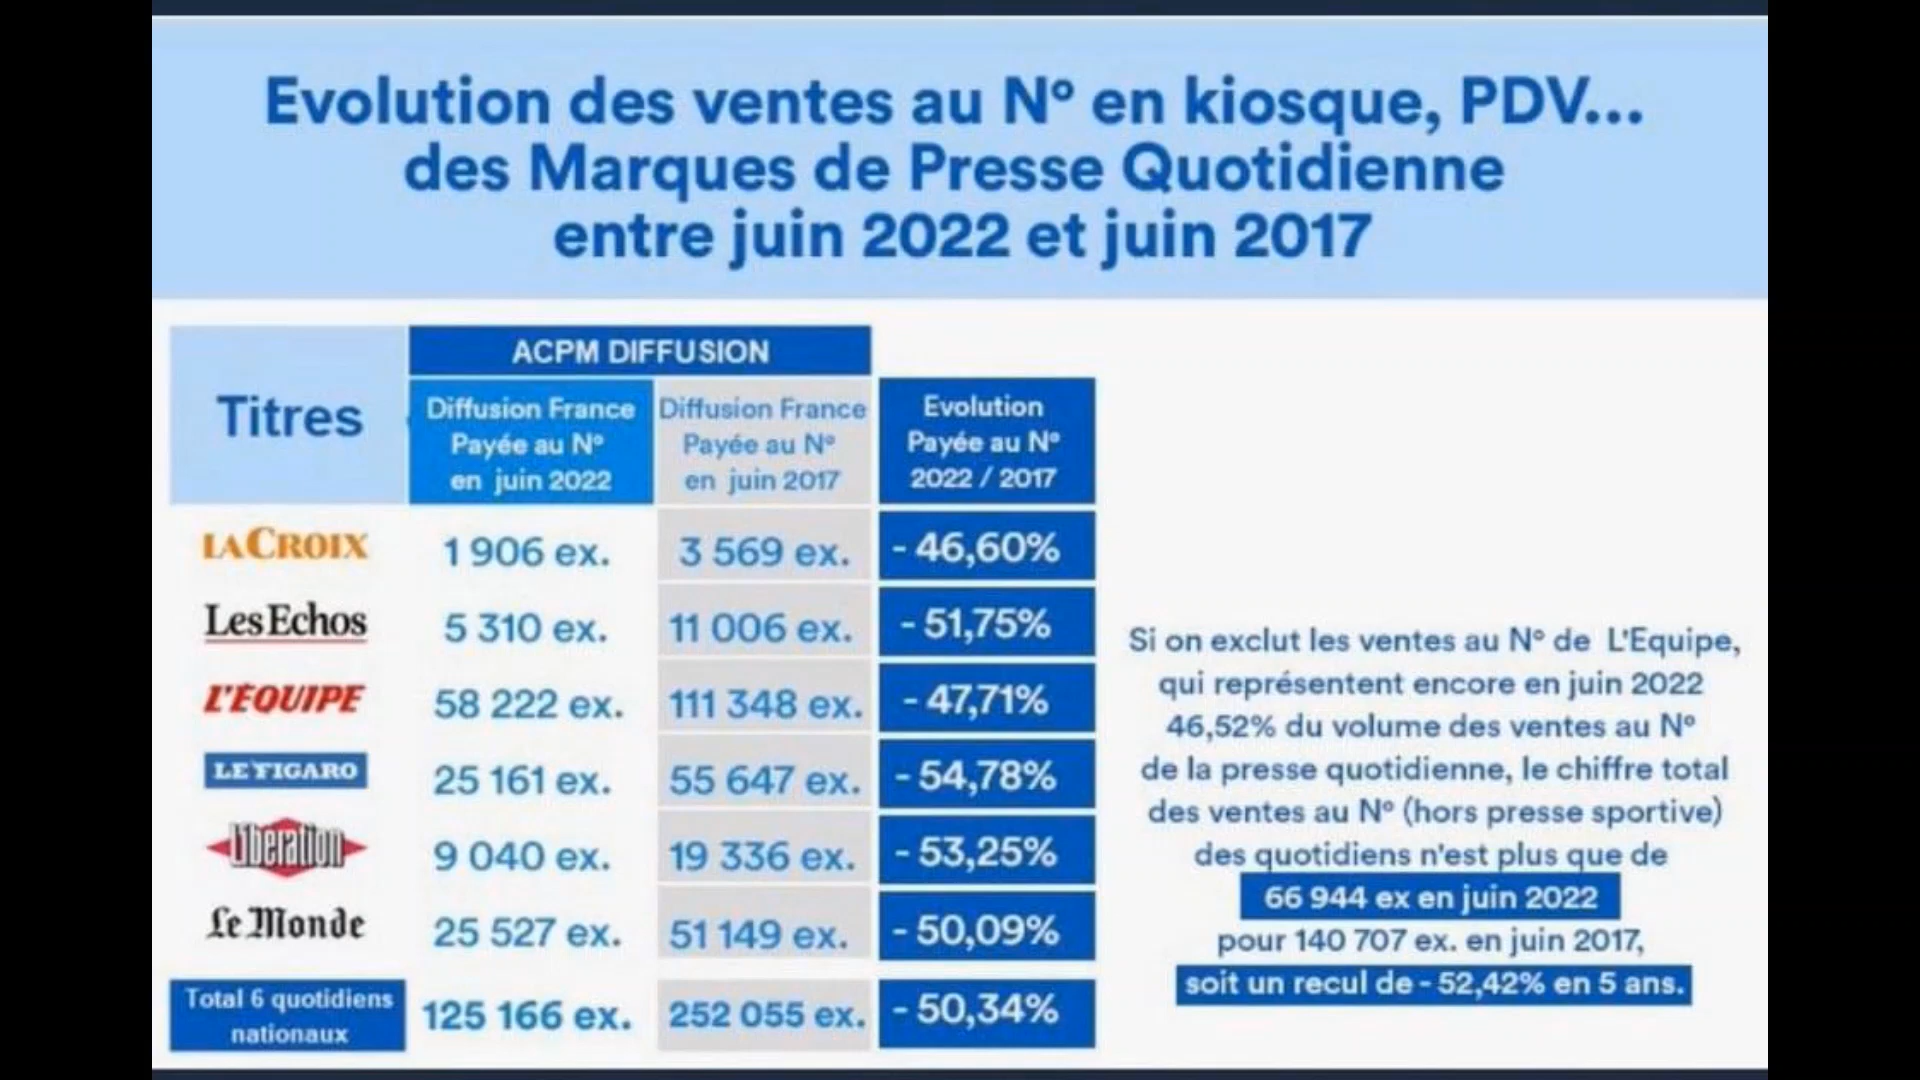 Evolution des ventes au N° en kiosque, PDV...
des Marques de Presse Quotidienne
entre juin 2022 et juin 2017
Titres
ACPM DIFFUSION
Diffusion France
Payée au N°
en juin 2022
Diffusion France
Payée au N°
en juin 2017
Evolution
Payée au N°
2022 / 2017
LA CROIX 1 906 ex. 3 569 ex. - 46,60%
Les Echos 5 310 ex. 11 006 ex. - 51,75%
L'ÉQUIPE 58 222 ex. 111 348 ex. - 47,71%
LE FIGARO 25 161 ex. 55 647 ex. - 54,78%
Libération 9 040 ex. 19 336 ex. - 53,25%
Le Monde 25 527 ex. 51 149 ex. - 50,09%
Total 6 quotidiens
nationaux
125 166 ex. 252 055 ex. - 50,34%
Si on exclut les ventes au N° de L'Equipe,
qui représentent encore en juin 2022
46,52% du volume des ventes au N°
de la presse quotidienne, le chiffre total
des ventes au N° (hors presse sportive)
des quotidiens n'est plus que de
66 944 ex en juin 2022
pour 140 707 ex. en juin 2017,
soit un recul de - 52,42% en 5 ans.